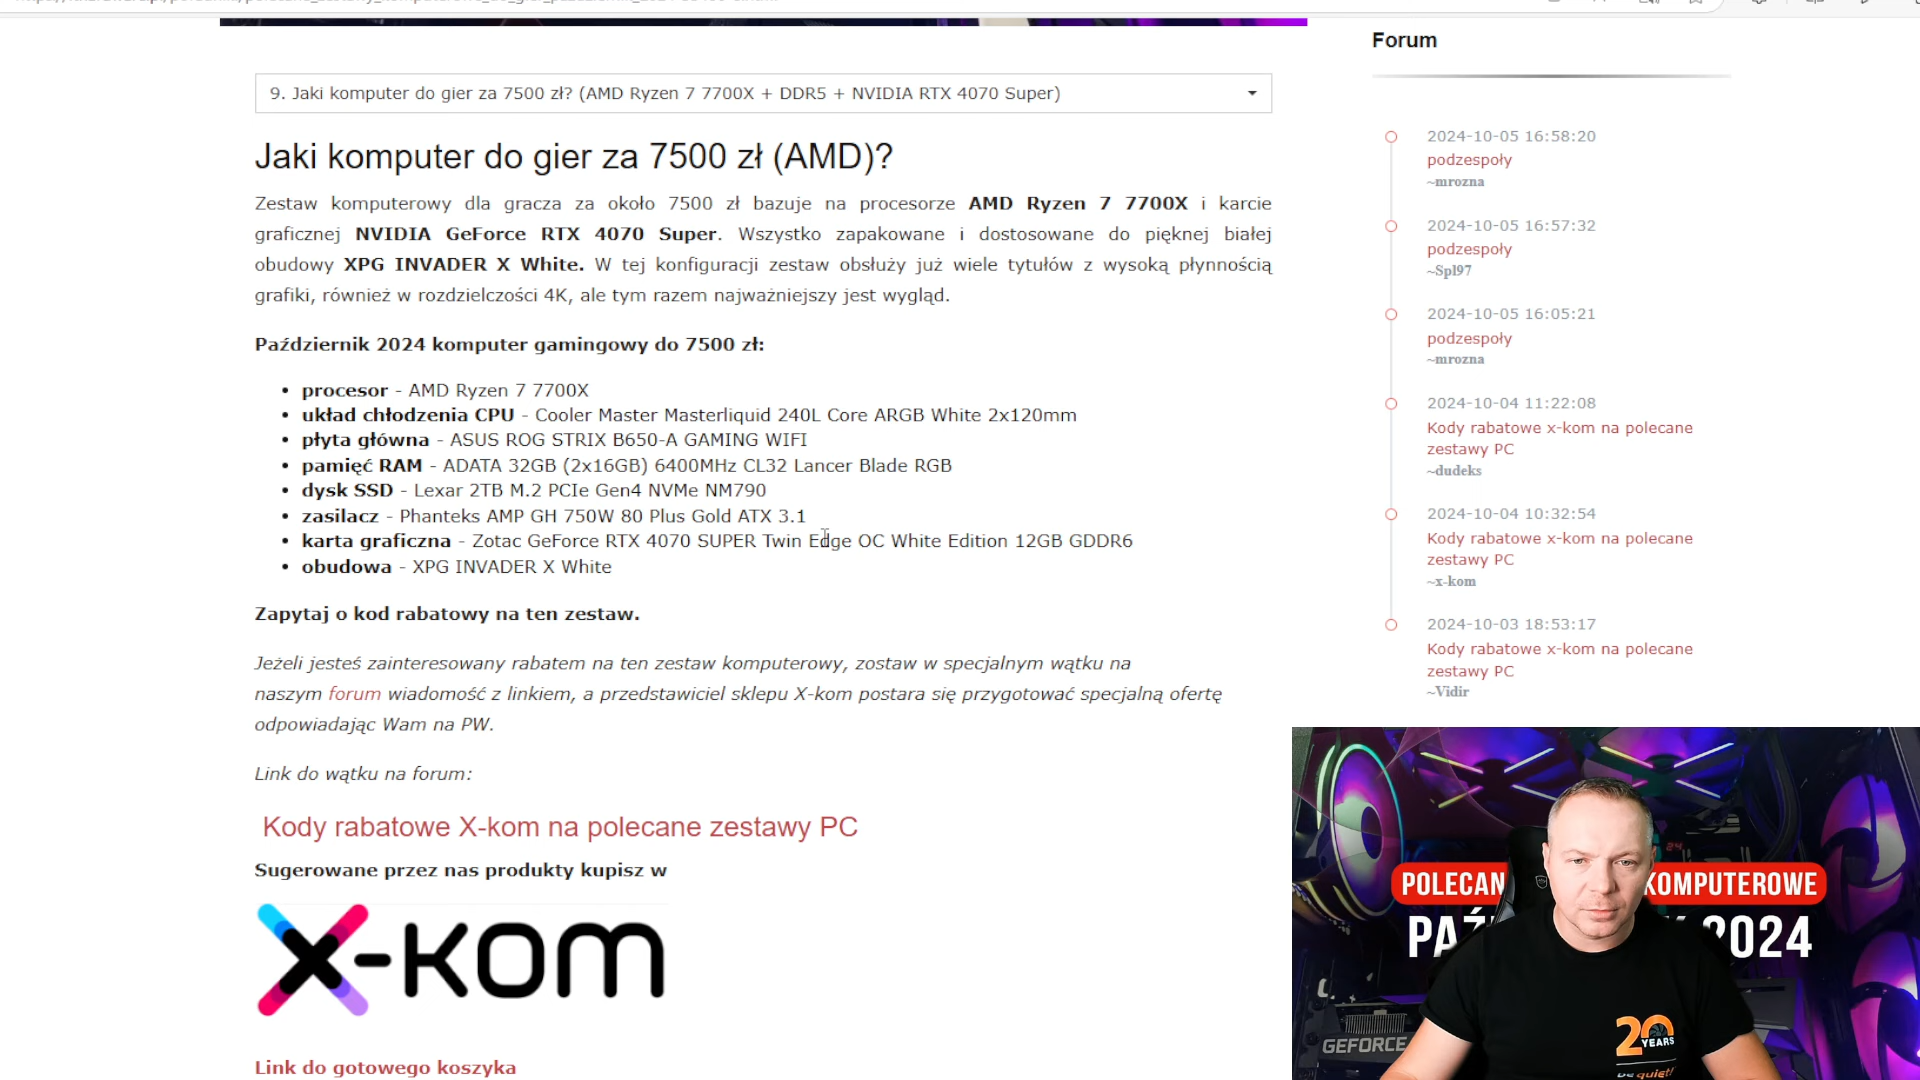 Forum
9. Jaki komputer do gier za 7500 zł? (AMD Ryzen 7 7700X + DDR5 + NVIDIA RTX 4070 Super)
Jaki komputer do gier za 7500 zł (AMD)?
Zestaw komputerowy dla gracza za około 7500 zł bazuje na procesorze AMD Ryzen 7 7700X i karcie
graficznej NVIDIA GeForce RTX 4070 Super. Wszystko zapakowane i dostosowane do pięknej białej
obudowy XPG INVADER X White. W tej konfiguracji zestaw obsłuży już wiele tytułów z wysoką płynnością
grafiki, również w rozdzielczości 4K, ale tym razem najważniejszy jest wygląd.
Październik 2024 komputer gamingowy do 7500 zł:
• procesor - AMD Ryzen 7 7700X
• układ chłodzenia CPU - Cooler Master Masterliquid 240L Core ARGB White 2x120mm
• płyta główna - ASUS ROG STRIX B650-A GAMING WIFI
• pamięć RAM - ADATA 32GB (2x16GB) 6400MHz CL32 Lancer Blade RGB
• dysk SSD - Lexar 2TB M.2 PCIe Gen4 NVMe NM790
• zasilacz - Phanteks AMP GH 750W 80 Plus Gold ATX 3.1
• karta graficzna - Zotac GeForce RTX 4070 SUPER Twin Edge OC White Edition 12GB GDDR6
• obudowa - XPG INVADER X White
Zapytaj o kod rabatowy na ten zestaw.
Jeżeli jesteś zainteresowany rabatem na ten zestaw komputerowy, zostaw w specjalnym wątku na
naszym forum wiadomość z linkiem, a przedstawiciel sklepu X-kom postara się przygotować specjalną ofertę
odpowiadając Wam na PW.
Link do wątku na forum:
Kody rabatowe X-kom na polecane zestawy PC
Sugerowane przez nas produkty kupisz w
x-kom
Link do gotowego koszyka
2024-10-05 16:58:20
podzespoły
~mrozna
2024-10-05 16:57:32
podzespoły
~Spl97
2024-10-05 16:05:21
podzespoły
~mrozna
2024-10-04 11:22:08
Kody rabatowe x-kom na polecane
zestawy PC
~dudeks
2024-10-04 10:32:54
Kody rabatowe x-kom na polecane
zestawy PC
~x-kom
2024-10-03 18:53:17
Kody rabatowe x-kom na polecane
zestawy PC
~Vidir
POLECAN KOMPUTEROWE
PAŹ 2024
GEFORCE
20
YEARS
be quiet!